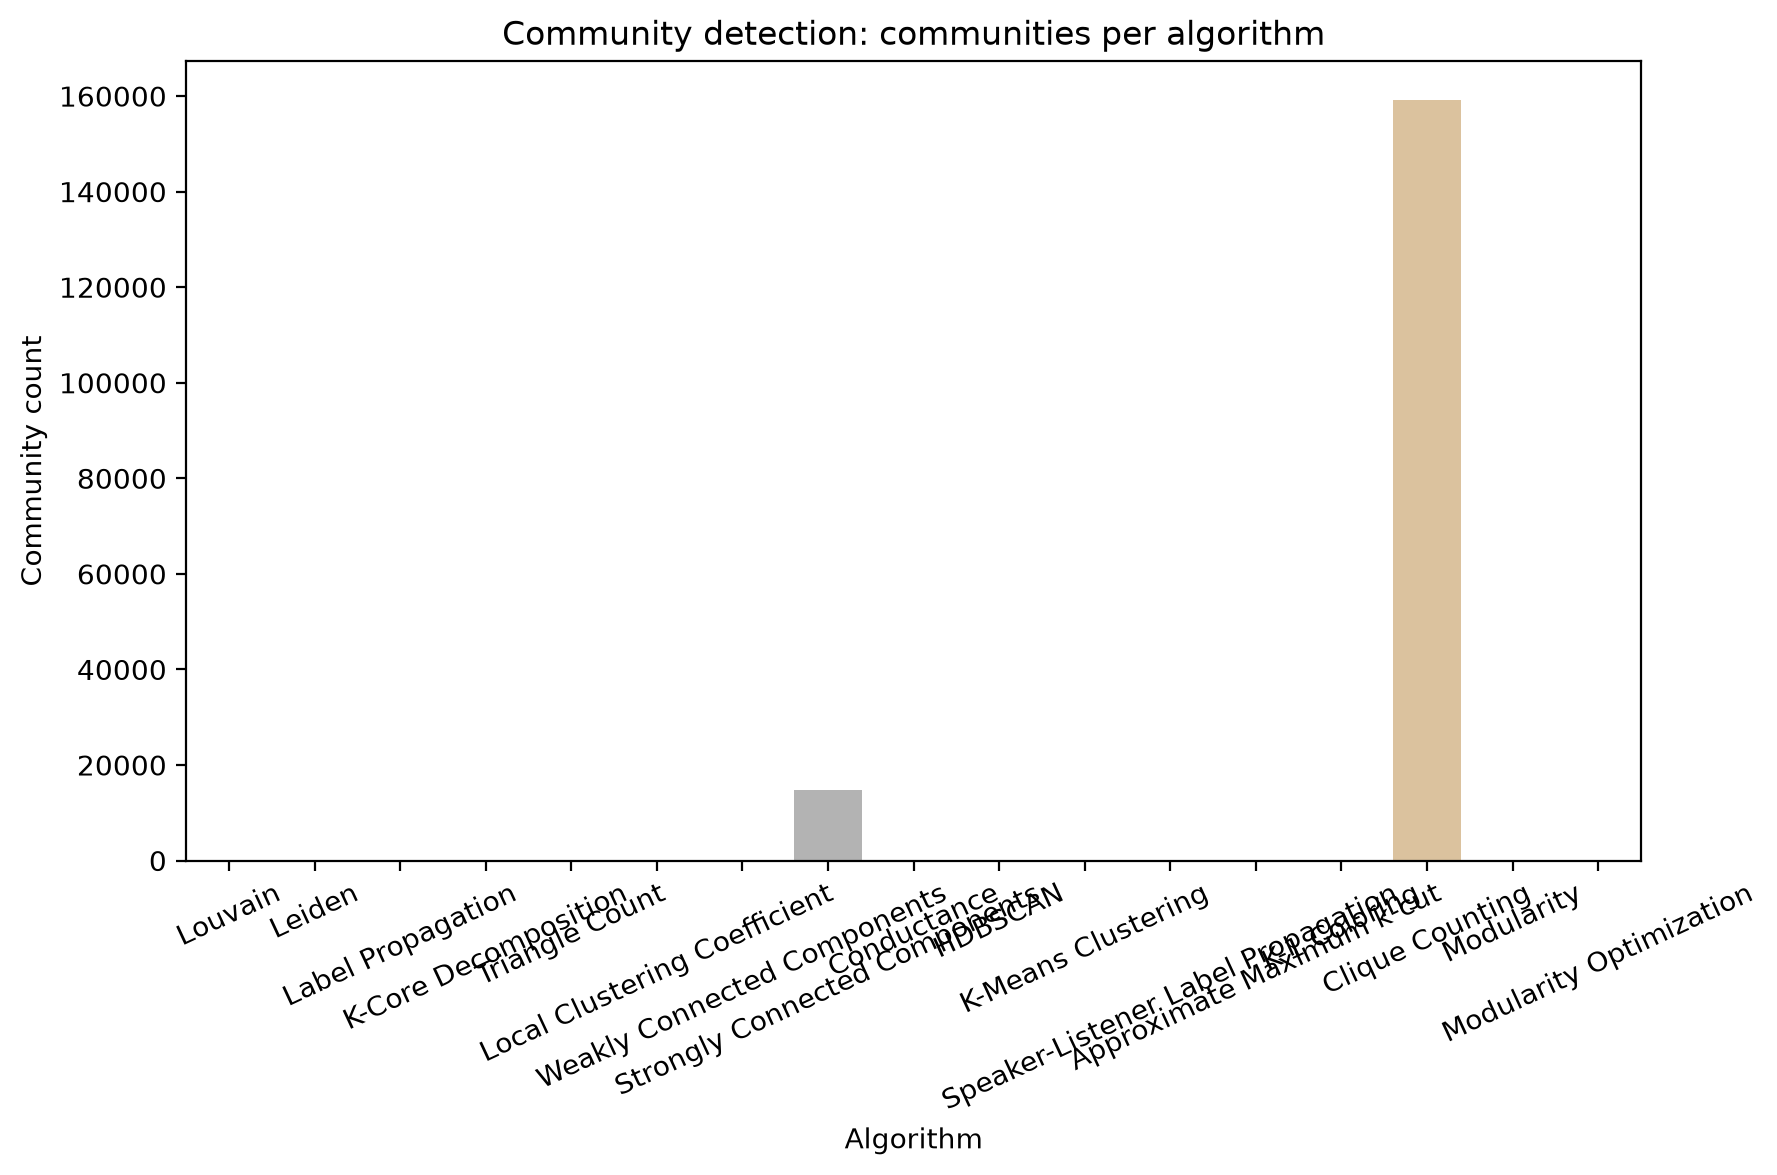 Community detection: communities per algorithm
Community count
160000
140000
120000
100000
80000
60000
40000
20000
0
Louvain
Leiden
Label Propagation
K-Core Decomposition
Triangle Count
Local Clustering Coefficient
Weakly Connected Components
Strongly Connected Components
Conductance
HDBSCAN
K-Means Clustering
Speaker-Listener Label Propagation
Approximate Maximum K-cut
K-1 Coloring
Clique Counting
Modularity
Modularity Optimization
Algorithm